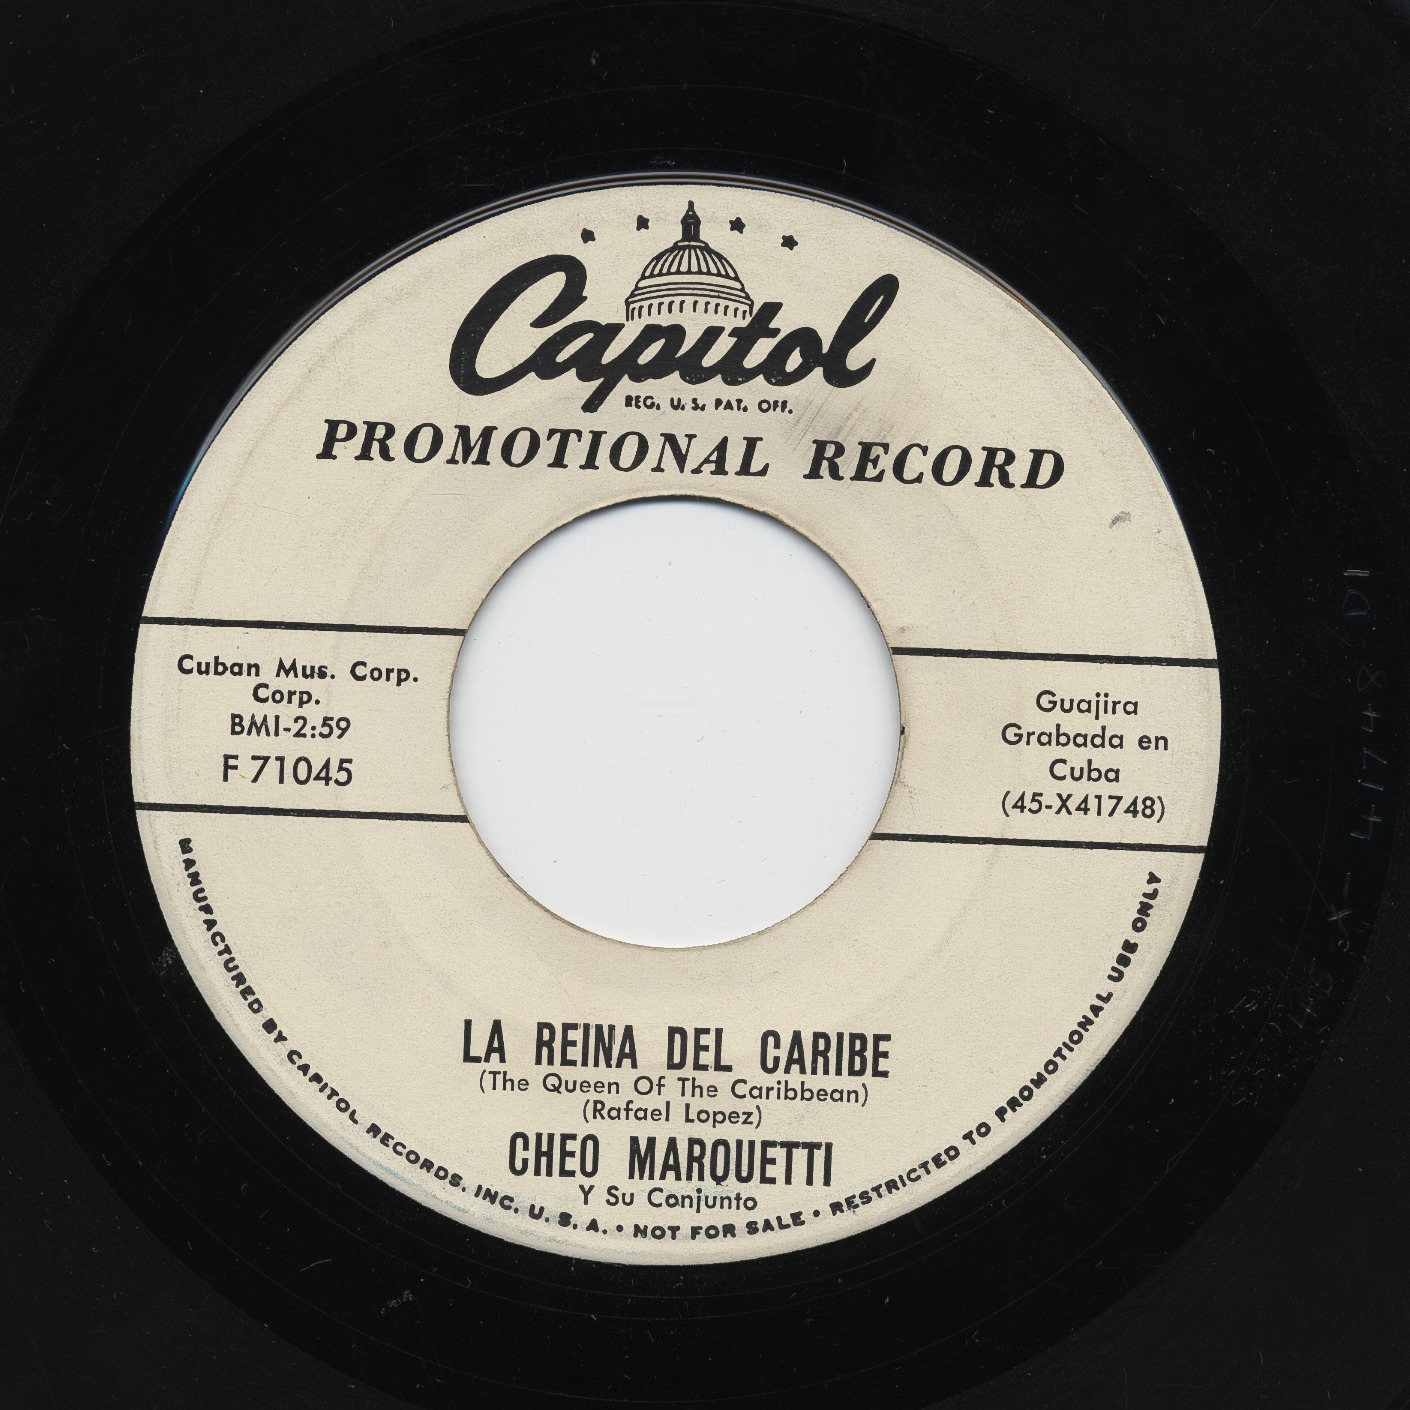 Capitol
REG. U. S. PAT. OFF.
PROMOTIONAL RECORD
Cuban Mus. Corp.
Corp.
BMI-2:59
F 71045
Guajira
Grabada en
Cuba
(45-X41748)
LA REINA DEL CARIBE
(The Queen Of The Caribbean)
(Rafael Lopez)
CHEO MARQUETTI
Y Su Conjunto
MANUFACTURED BY CAPITOL RECORDS, INC. U. S. A. • NOT FOR SALE • RESTRICTED TO PROMOTIONAL USE ONLY
45-X-41748